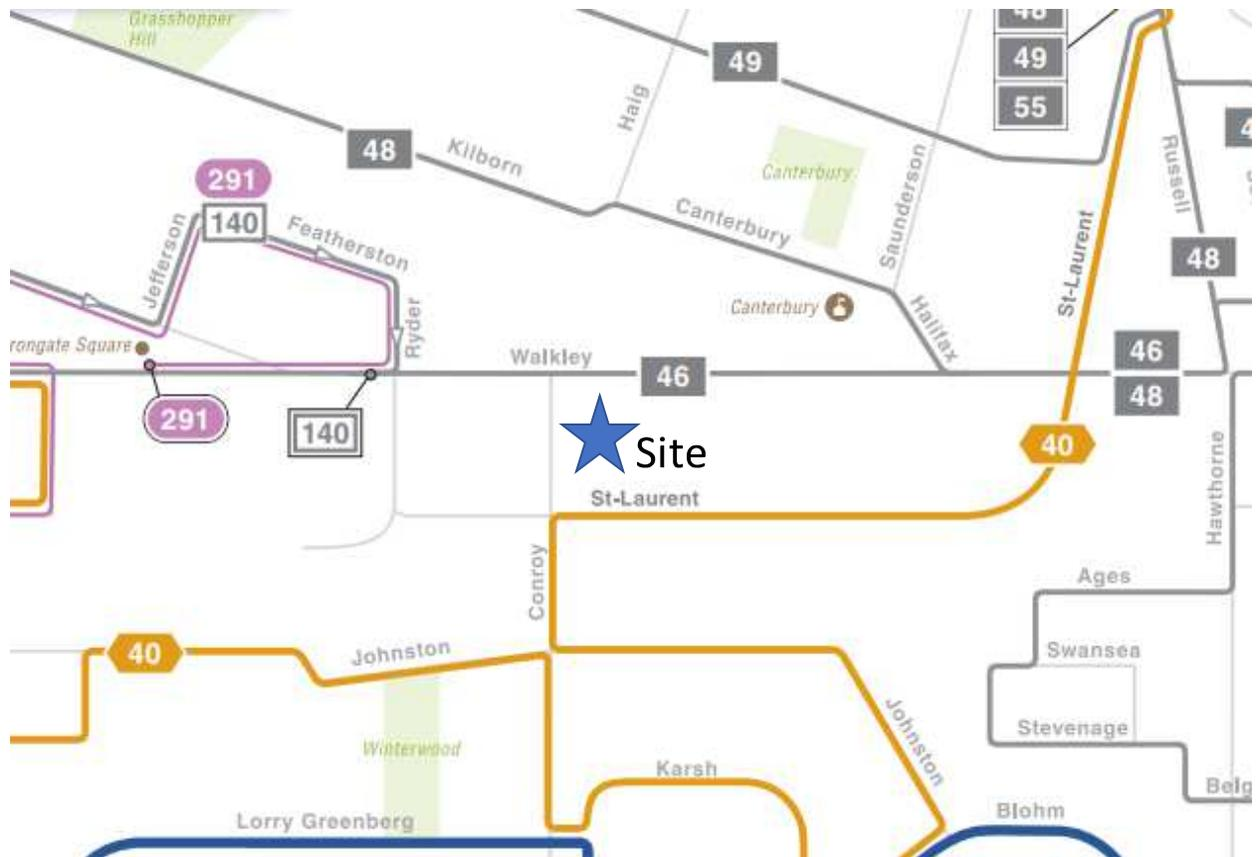 Grasshopper
Hill
48
49
55
49
Haig
48
Kilborn
Canterbury
Russell
291
140
Featherston
Jefferson
Canterbury
Saunderson
St-Laurent
48
Canterbury
Halifax
Ryder
rongate Square
Walkley
46
46
48
291
140
Site
40
St-Laurent
Hawthorne
Conroy
Ages
40
Johnston
Swansea
Stevenage
Johnston
Winterwood
Karsh
Belg
Lorry Greenberg
Blohm